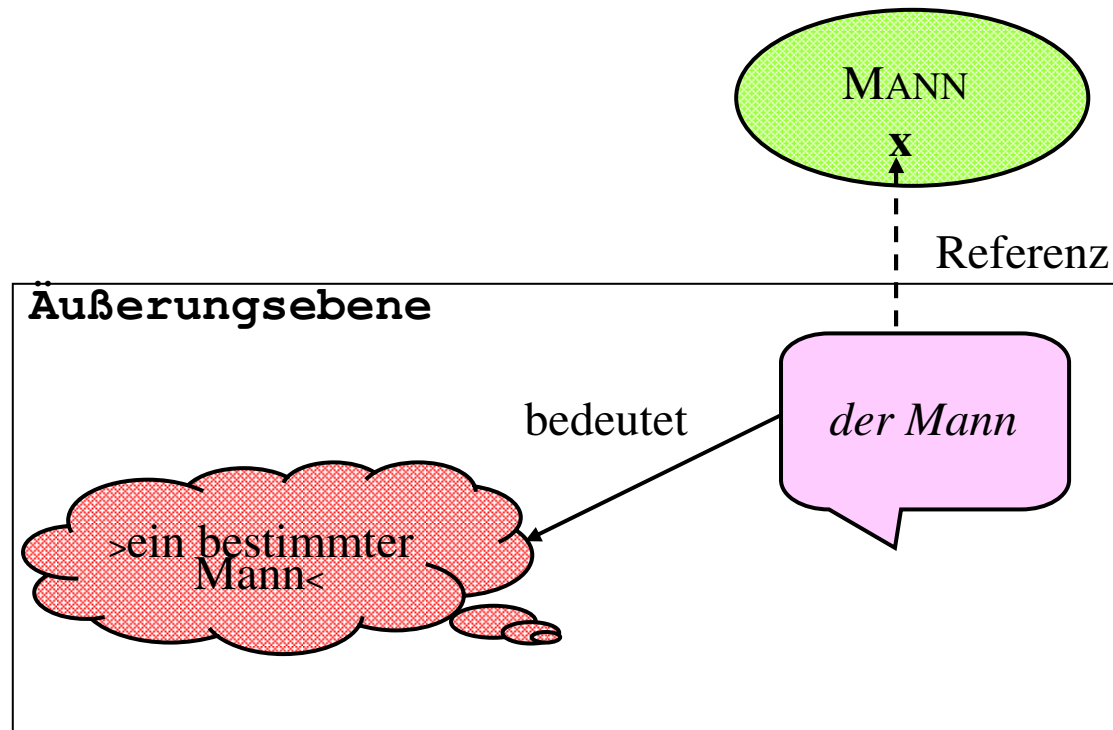 MANN
x
Referenz
Äußerungsebene
bedeutet
der Mann
>ein bestimmter
Mann<